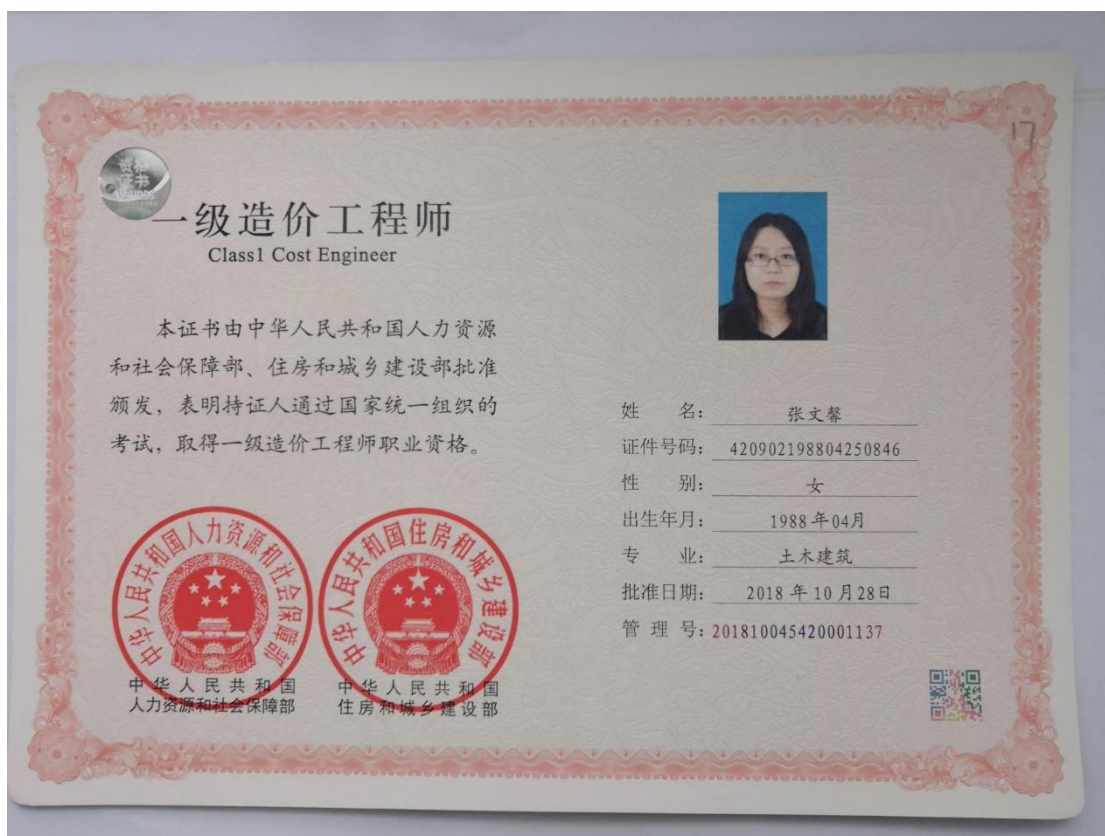 17
资格
证书
一级造价工程师
Class1 Cost Engineer
本证书由中华人民共和国人力资源
和社会保障部、住房和城乡建设部批准
颁发，表明持证人通过国家统一组织的
考试，取得一级造价工程师职业资格。
中华人民共和国人力资源和社会保障部
中华人民共和国住房和城乡建设部
中华人民共和国
人力资源和社会保障部
中华人民共和国
住房和城乡建设部
姓 名：张文馨
证件号码：420902198804250846
性 别：女
出生年月：1988年04月
专 业：土木建筑
批准日期：2018年10月28日
管 理 号：201810045420001137